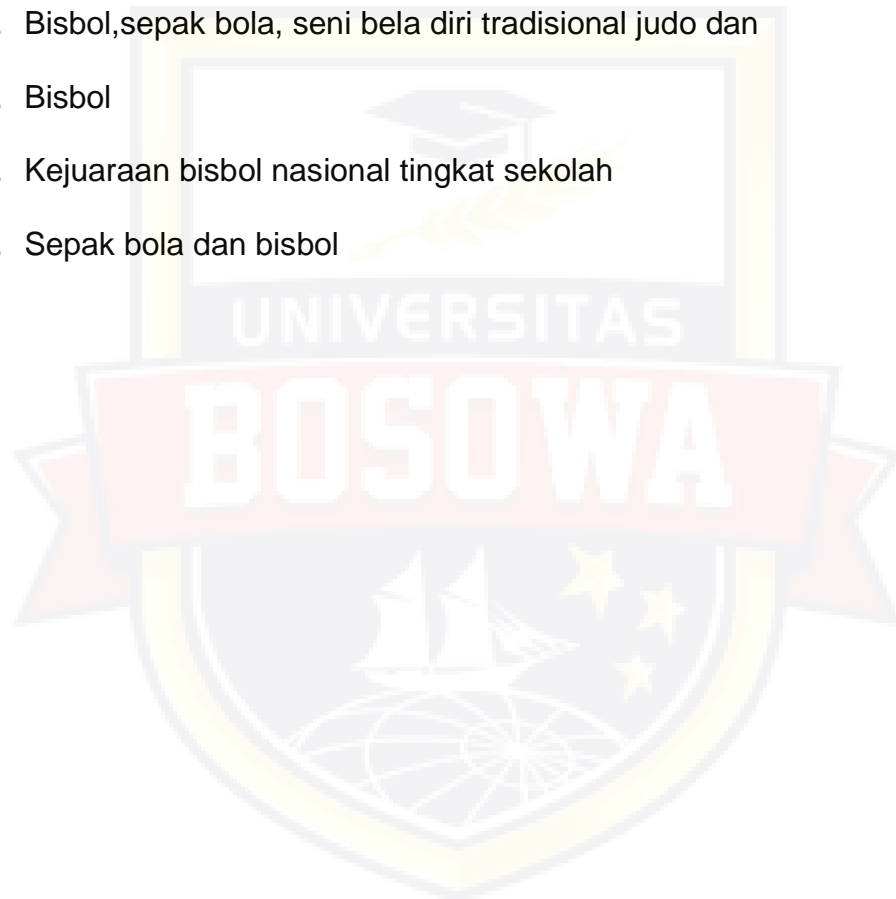 . Bisbol,sepak bola, seni bela diri tradisional judo dan
. Bisbol
. Kejuaraan bisbol nasional tingkat sekolah
. Sepak bola dan bisbol
UNIVERSITAS
BOSOWA